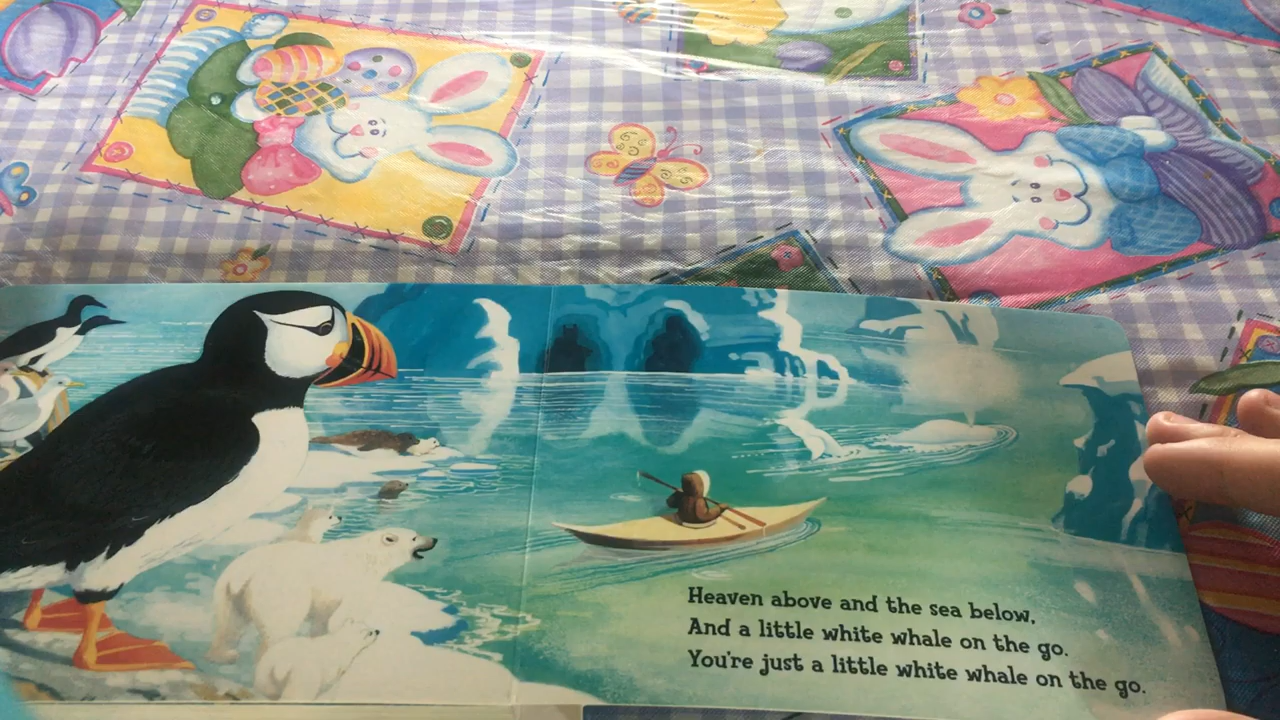 Heaven above and the sea below,
And a little white whale on the go.
You're just a little white whale on the go.